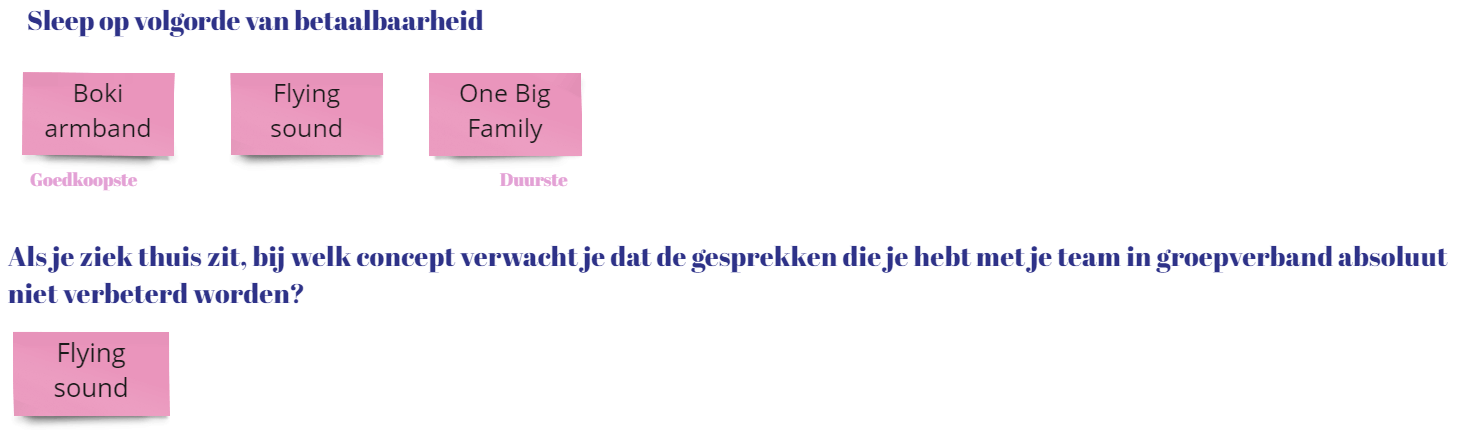 Sleep op volgorde van betaalbaarheid
Boki
armband
Flying
sound
One Big
Family
Goedkoopste
Duurste
Als je ziek thuis zit, bij welk concept verwacht je dat de gesprekken die je hebt met je team in groepverband absoluut
niet verbeterd worden?
Flying
sound